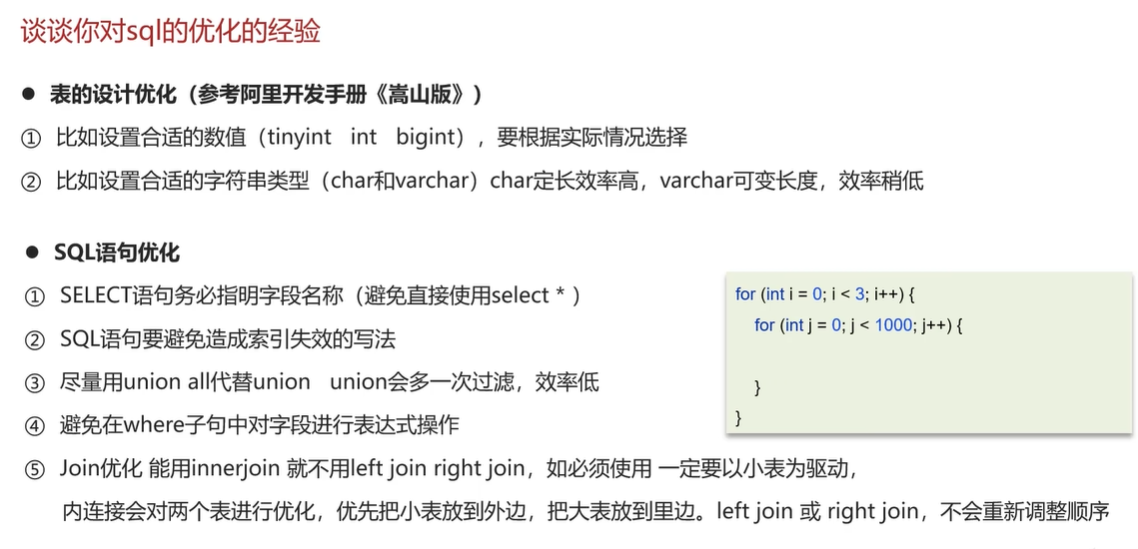 谈谈你对sql的优化的经验
● 表的设计优化（参考阿里开发手册《嵩山版》）
① 比如设置合适的数值（tinyint int bigint），要根据实际情况选择
② 比如设置合适的字符串类型（char和varchar）char定长效率高，varchar可变长度，效率稍低
● SQL语句优化
① SELECT语句务必指明字段名称（避免直接使用select * ）
② SQL语句要避免造成索引失效的写法
③ 尽量用union all代替union union会多一次过滤，效率低
④ 避免在where子句中对字段进行表达式操作
⑤ Join优化 能用innerjoin 就不用left join right join，如必须使用 一定要以小表为驱动，
内连接会对两个表进行优化，优先把小表放到外边，把大表放到里边。left join 或 right join，不会重新调整顺序
for (int i = 0; i < 3; i++) {
for (int j = 0; j < 1000; j++) {
}
}